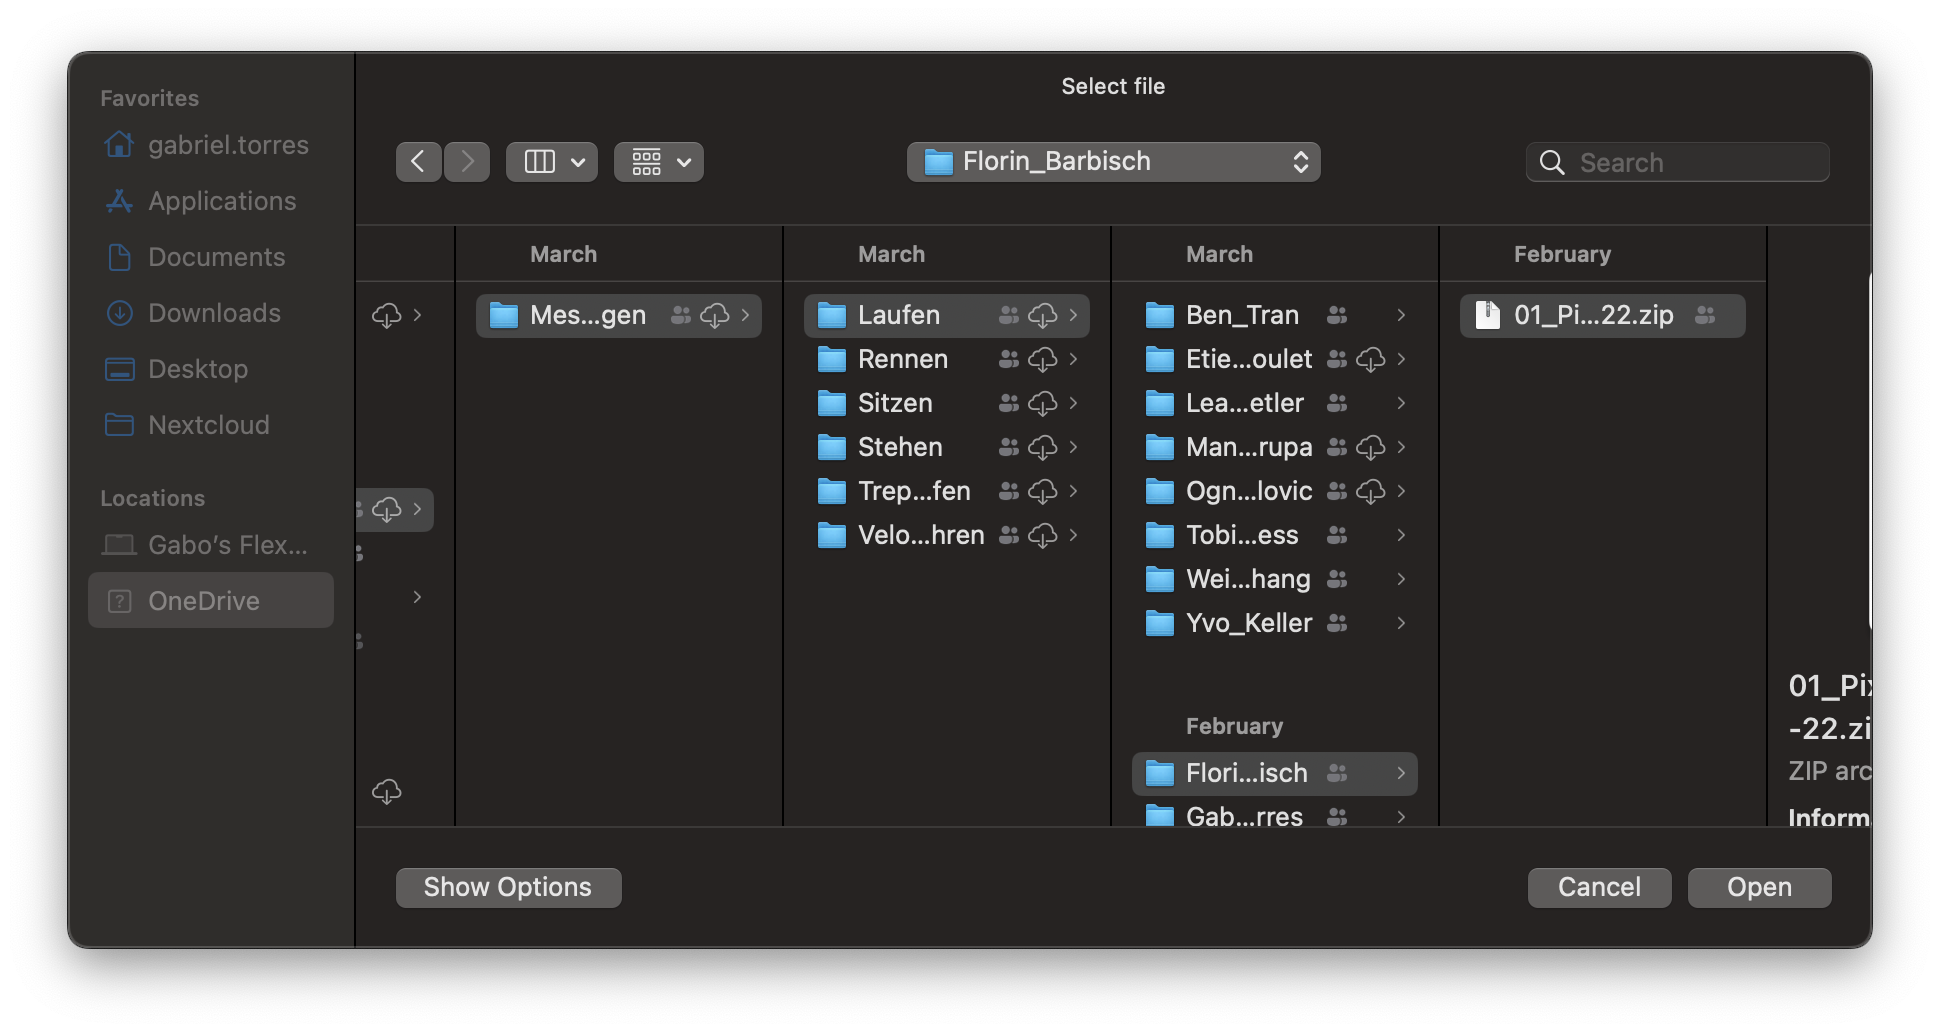 Select file
Favorites
gabriel.torres
Applications
Documents
Downloads
Desktop
Nextcloud
Locations
Gabo’s Flex...
OneDrive
Florin_Barbisch
Search
March
Mes...gen
March
Laufen
Rennen
Sitzen
Stehen
Trep...fen
Velo...hren
March
Ben_Tran
Etie...oulet
Lea...etler
Man...rupa
Ogn...lovic
Tobi...ess
Wei...hang
Yvo_Keller
February
Flori...isch
Gab...rres
February
01_Pi...22.zip
01_Pix
-22.zi
ZIP arc
Inform
Show Options
Cancel
Open